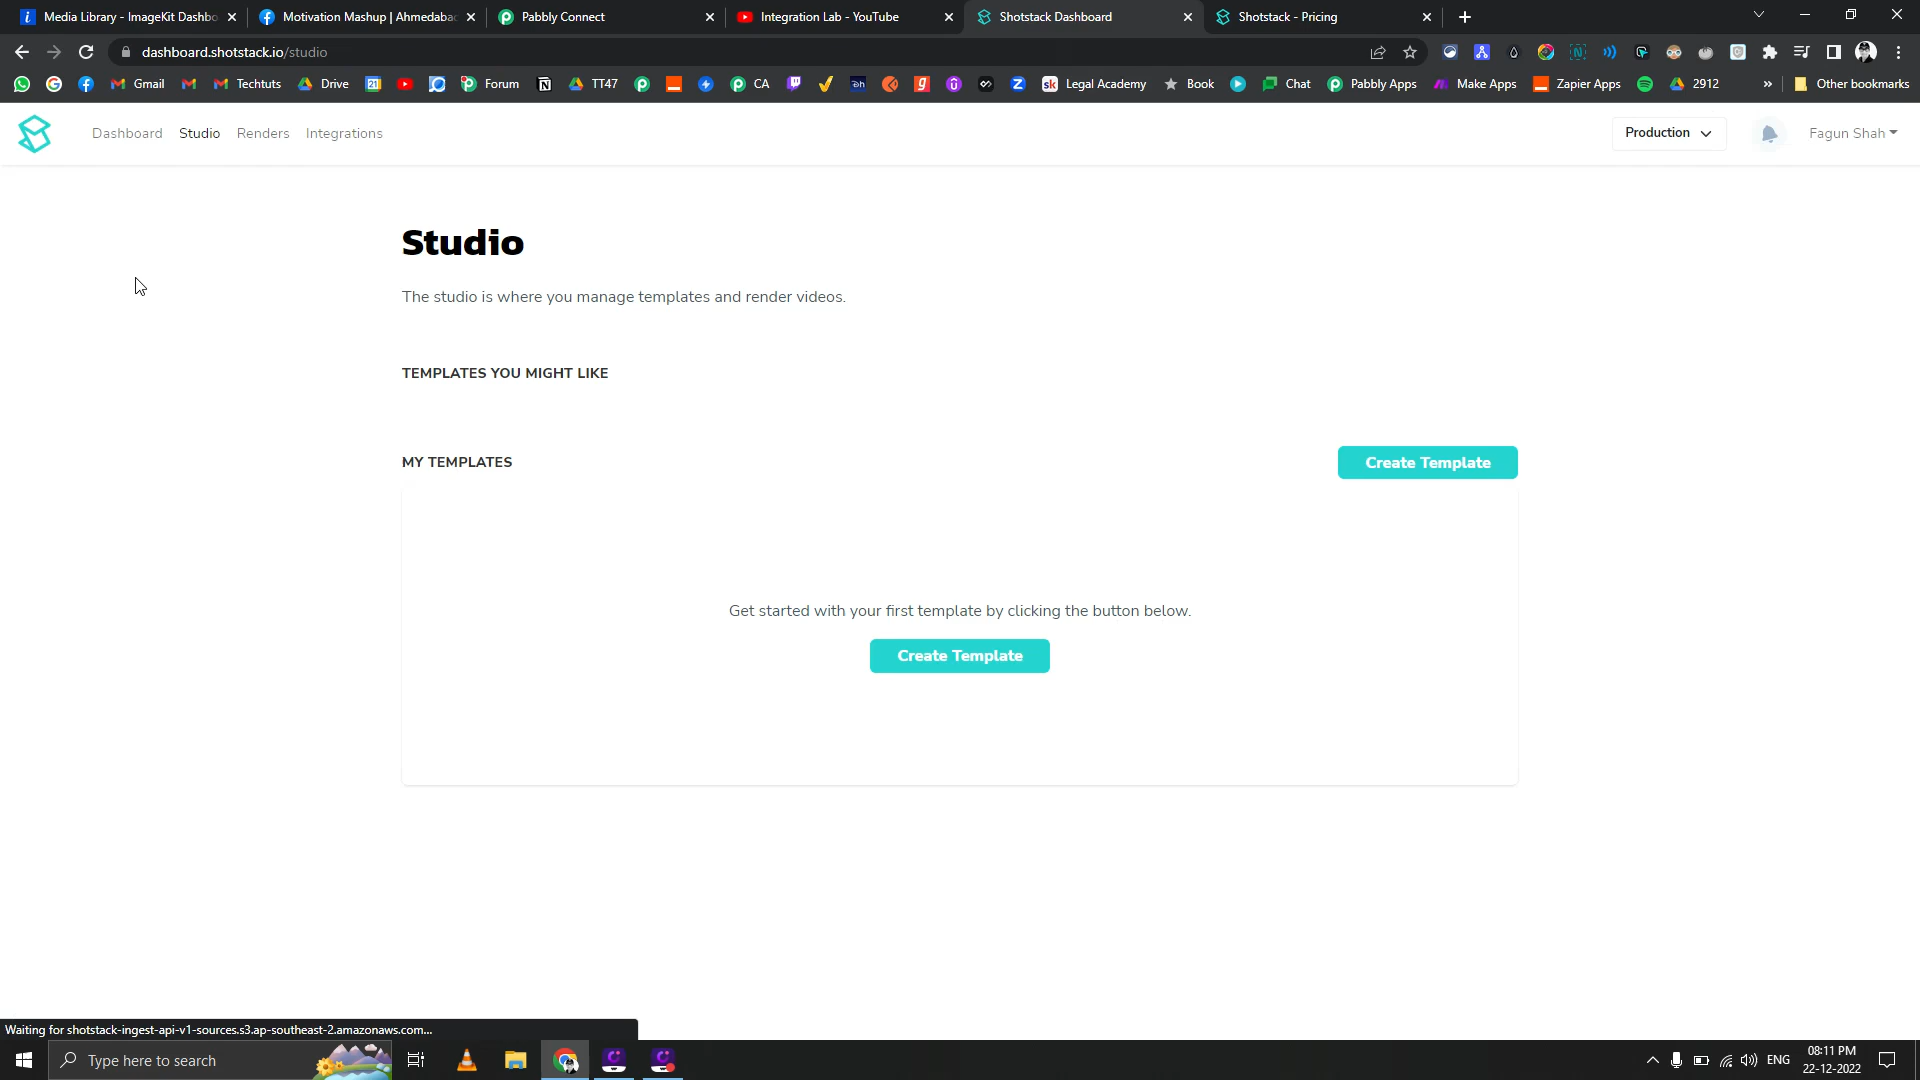 Media Library - ImageKit Dashbo
Motivation Mashup | Ahmedabad
Pabbly Connect
Integration Lab - YouTube
Shotstack Dashboard
Shotstack - Pricing
dashboard.shotstack.io/studio
Gmail
Techtuts
Drive
21
Forum
TT47
CA
sk
Legal Academy
Book
Chat
Pabbly Apps
Make Apps
Zapier Apps
2912
»
Other bookmarks
Dashboard
Studio
Renders
Integrations
Production
Fagun Shah
Studio
The studio is where you manage templates and render videos.
TEMPLATES YOU MIGHT LIKE
MY TEMPLATES
Create Template
Get started with your first template by clicking the button below.
Create Template
Waiting for shotstack-ingest-api-v1-sources.s3.ap-southeast-2.amazonaws.com...
Type here to search
ENG
08:11 PM
22-12-2022